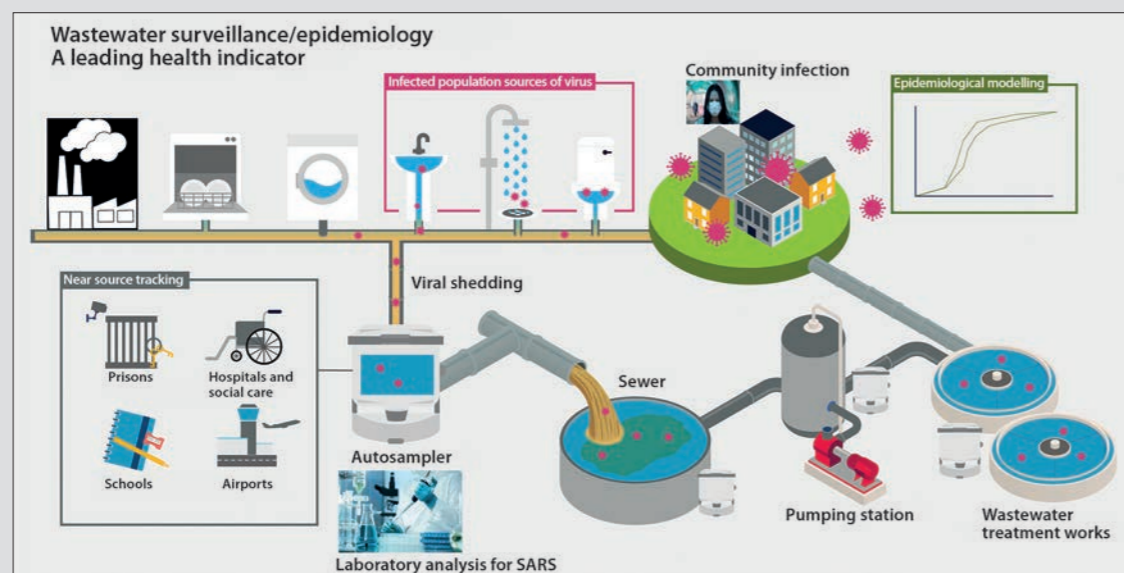 Wastewater surveillance/epidemiology
A leading health indicator
Infected population sources of virus
Community infection
Epidemiological modelling
Near source tracking
Viral shedding
Prisons
Hospitals and
social care
Schools
Airports
Autosampler
Sewer
Pumping station
Wastewater
treatment works
Laboratory analysis for SARS